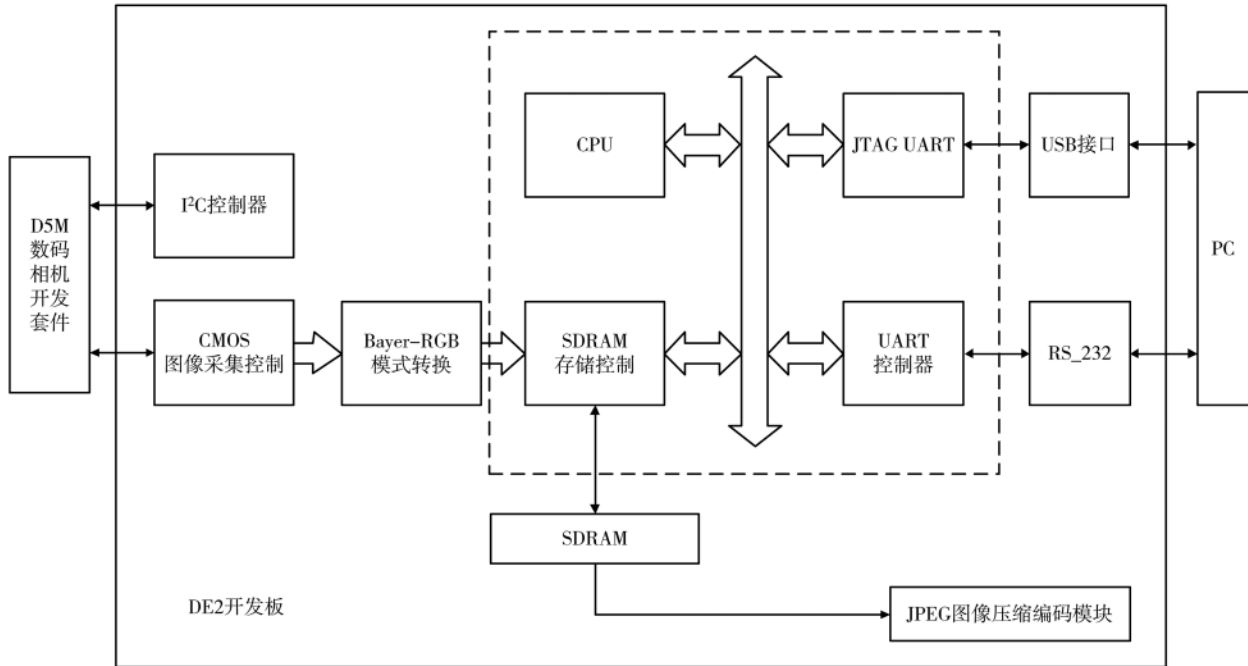 CPU
JTAG UART
USB接口
I²C控制器
D5M
数码
相机
开发
套件
PC
CMOS
图像采集控制
Bayer-RGB
模式转换
SDRAM
存储控制
UART
控制器
RS_232
SDRAM
DE2开发板
JPEG图像压缩编码模块